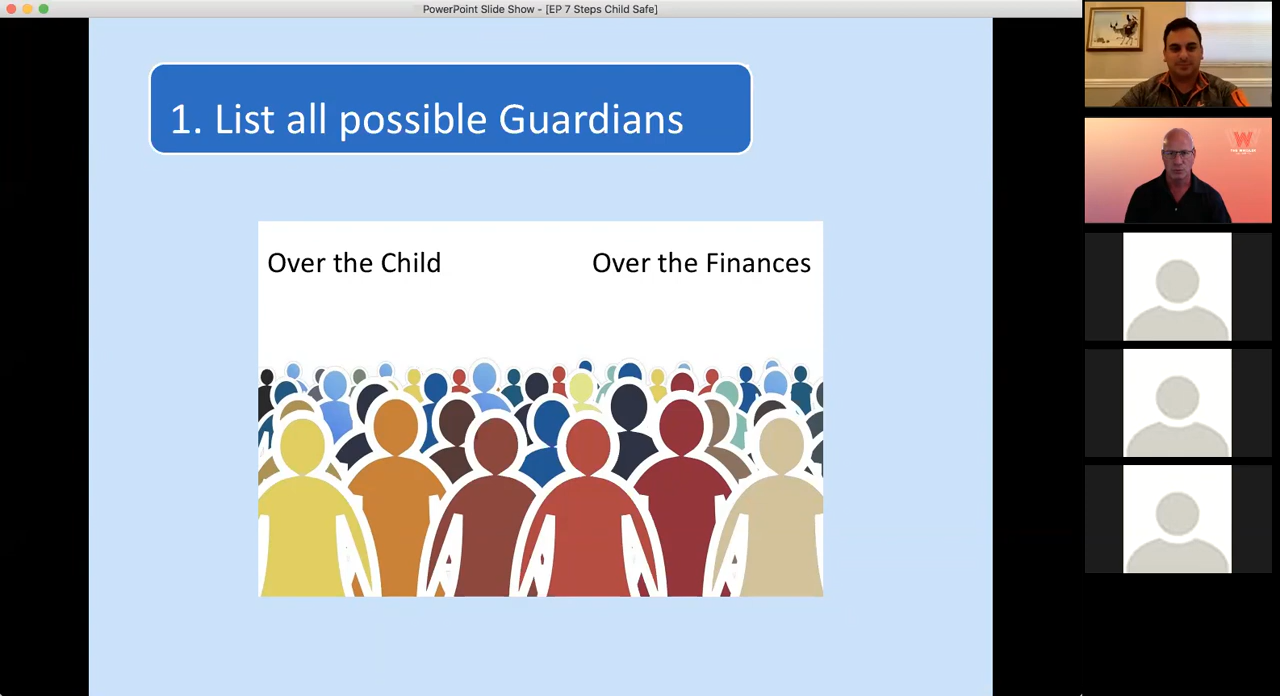 PowerPoint Slide Show - [EP 7 Steps Child Safe]
1. List all possible Guardians
Over the Child
Over the Finances
W